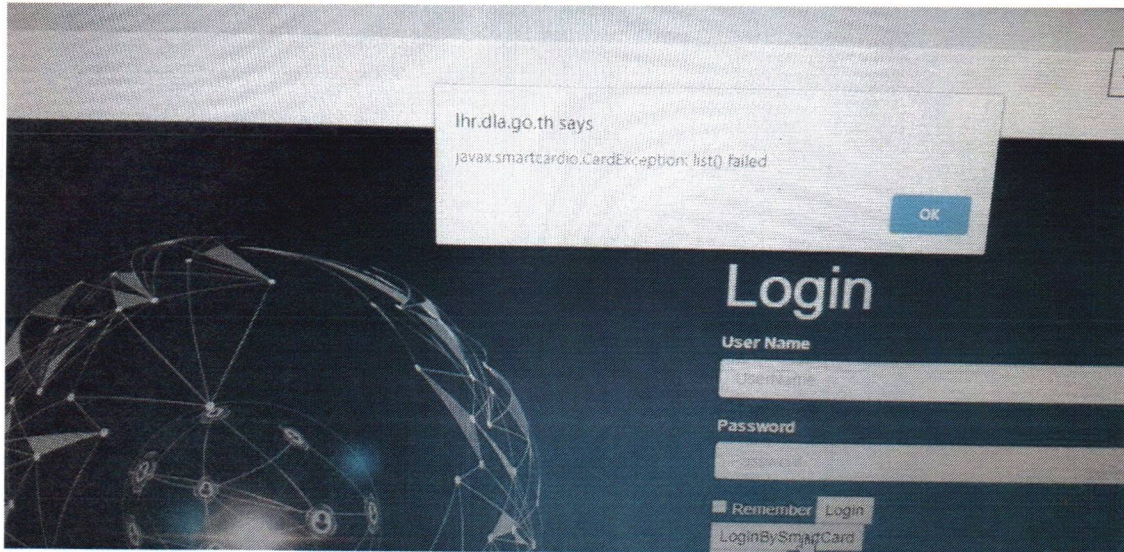 lhr.dla.go.th says
javax.smartcardio.CardException: list() failed
OK
Login
User Name
UserName
Password
Password
Remember Login
LoginBySmartCard